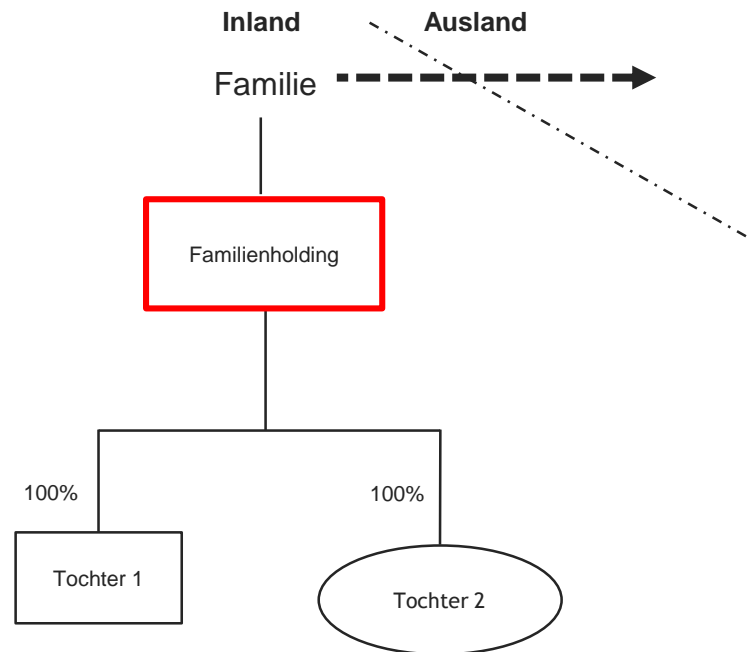 Inland
Ausland
Familie
Familienholding
100%
100%
Tochter 1
Tochter 2